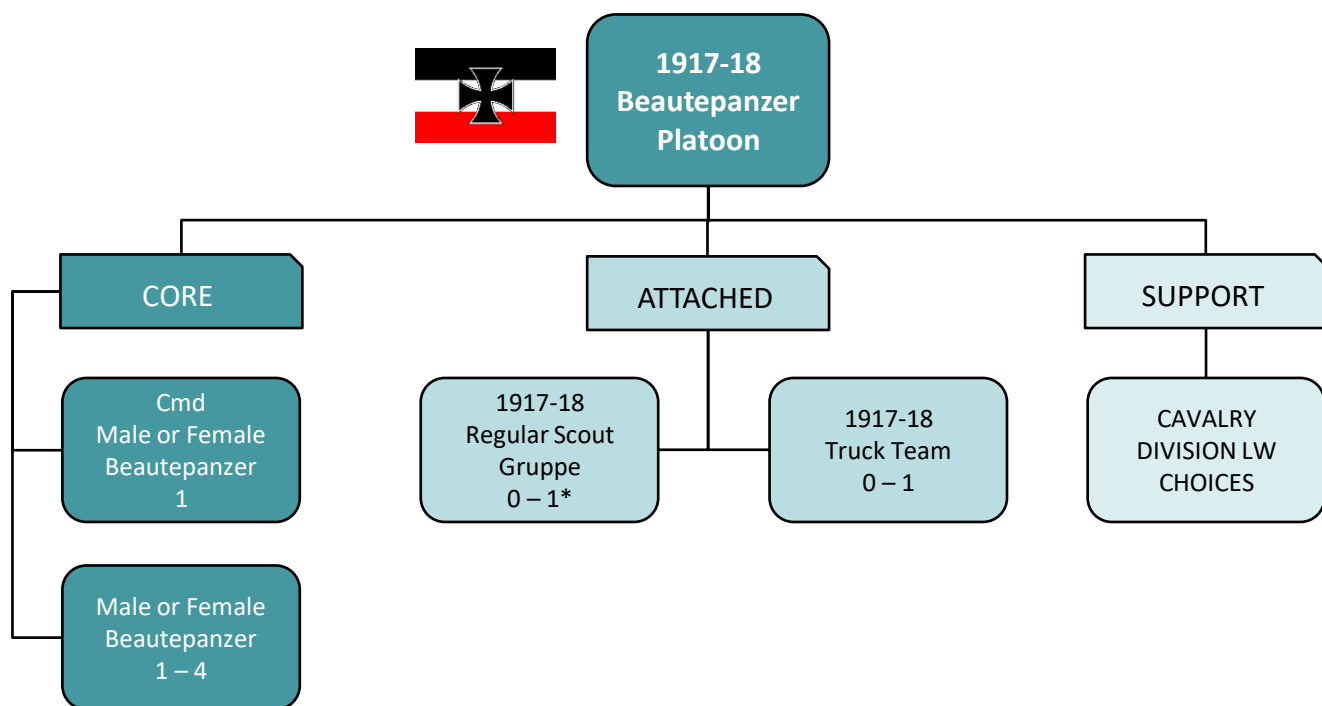 1917-18
Beautepanzer
Platoon
CORE
ATTACHED
SUPPORT
Cmd
Male or Female
Beautepanzer
1
1917-18
Regular Scout
Gruppe
0 – 1*
1917-18
Truck Team
0 – 1
CAVALRY
DIVISION LW
CHOICES
Male or Female
Beautepanzer
1 – 4